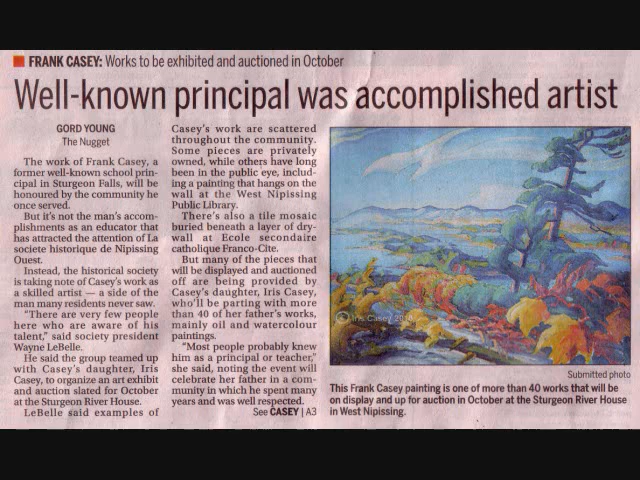 FRANK CASEY: Works to be exhibited and auctioned in October
Well-known principal was accomplished artist
GORD YOUNG
The Nugget
The work of Frank Casey, a
former well-known school prin-
cipal in Sturgeon Falls, will be
honoured by the community he
once served.
But it's not the man's accom-
plishments as an educator that
has attracted the attention of La
societe historique de Nipissing
Ouest.
Instead, the historical society
is taking note of Casey's work as
a skilled artist — a side of the
man many residents never saw.
"There are very few people
here who are aware of his
talent," said society president
Wayne LeBelle.
He said the group teamed up
with Casey's daughter, Iris
Casey, to organize an art exhibit
and auction slated for October
at the Sturgeon River House.
LeBelle said examples of
Casey's work are scattered
throughout the community.
Some pieces are privately
owned, while others have long
been in the public eye, includ-
ing a painting that hangs on the
wall at the West Nipissing
Public Library.
There's also a tile mosaic
buried beneath a layer of dry-
wall at Ecole secondaire
catholique Franco-Cite.
But many of the pieces that
will be displayed and auctioned
off are being provided by
Casey's daughter, Iris Casey,
who'll be parting with more
than 40 of her father's works,
mainly oil and watercolour
paintings.
"Most people probably knew
him as a principal or teacher,"
she said, noting the event will
celebrate her father in a com-
munity in which he spent many
years and was well respected.
See CASEY | A3
© Iris Casey
Submitted photo
This Frank Casey painting is one of more than 40 works that will be
on display and up for auction in October at the Sturgeon River House
in West Nipissing.